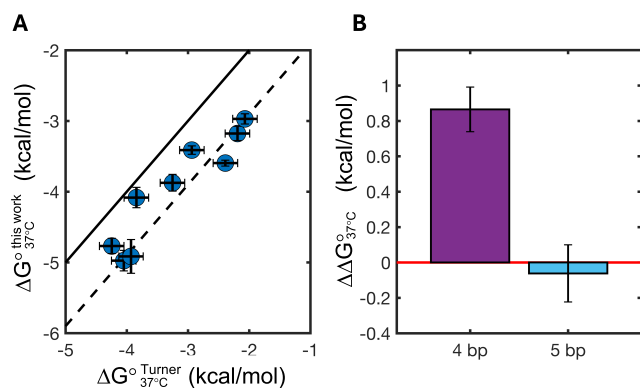 A
B
-2
-3
-4
-5
-6
-5
-4
-3
-2
-1
ΔG° this work 37°C (kcal/mol)
ΔG° Turner 37°C (kcal/mol)
1
0.8
0.6
0.4
0.2
0
-0.2
-0.4
ΔΔG° 37°C (kcal/mol)
4 bp
5 bp